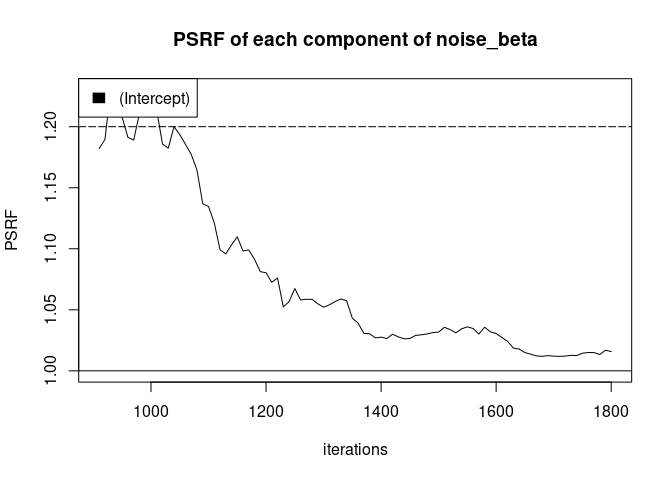 PSRF of each component of noise_beta
(Intercept)
PSRF
1.20
1.15
1.10
1.05
1.00
1000 1200 1400 1600 1800
iterations